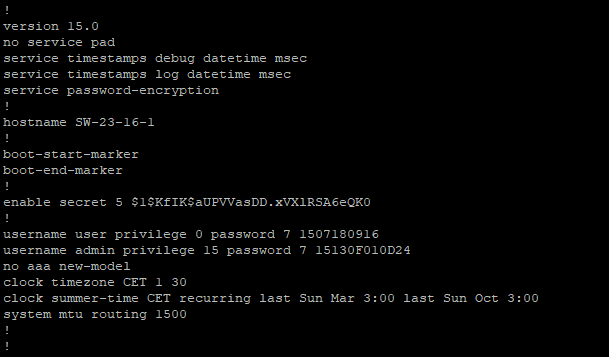 !
version 15.0
no service pad
service timestamps debug datetime msec
service timestamps log datetime msec
service password-encryption
!
hostname SW-23-16-1
!
boot-start-marker
boot-end-marker
!
enable secret 5 $1$KfIK$aUPVVasDD.xVXlRSA6eQK0
!
username user privilege 0 password 7 1507180916
username admin privilege 15 password 7 15130F010D24
no aaa new-model
clock timezone CET 1 30
clock summer-time CET recurring last Sun Mar 3:00 last Sun Oct 3:00
system mtu routing 1500
!
!